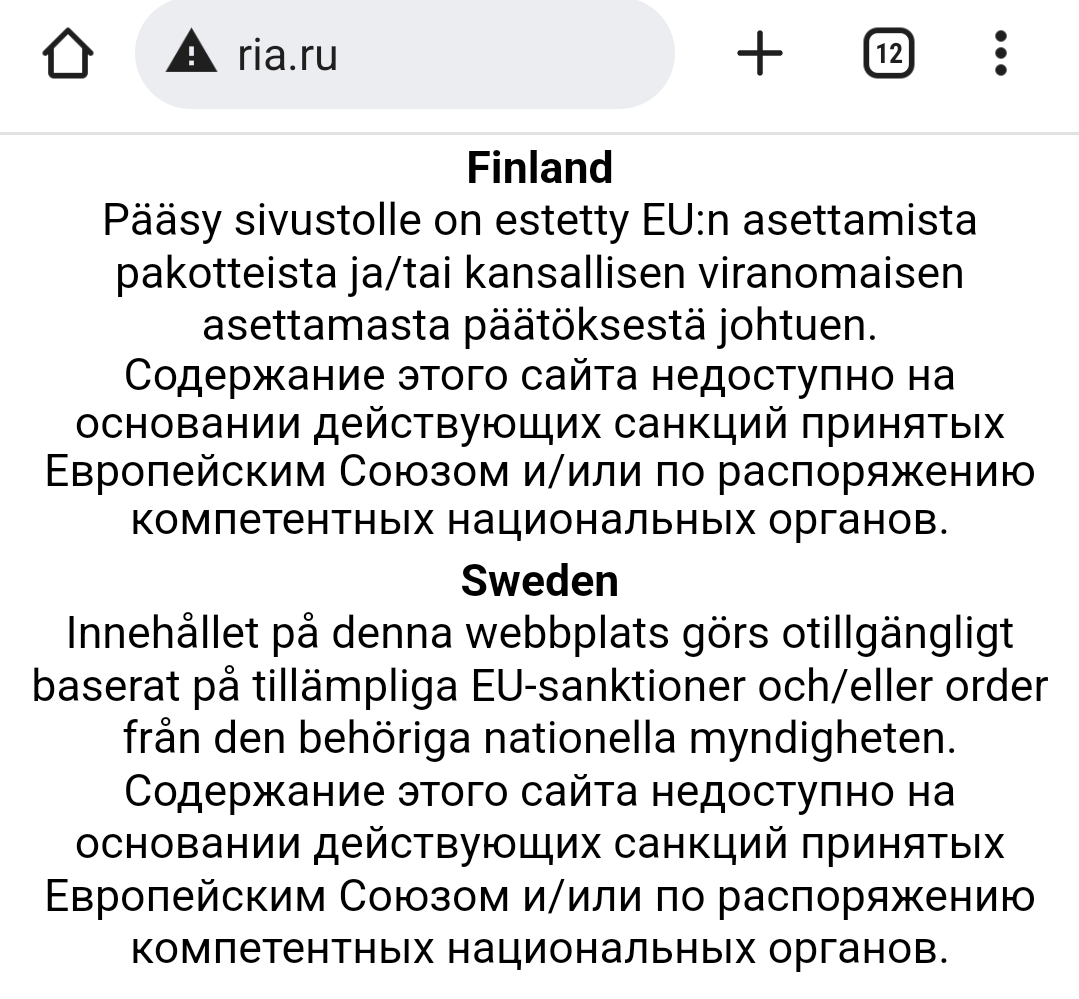 ria.ru
12
Finland
Pääsy sivustolle on estetty EU:n asettamista
pakotteista ja/tai kansallisen viranomaisen
asettamasta päätöksestä johtuen.
Содержание этого сайта недоступно на
основании действующих санкций принятых
Европейским Союзом и/или по распоряжению
компетентных национальных органов.
Sweden
Innehållet på denna webbplats görs otillgängligt
baserat på tillämpliga EU-sanktioner och/eller order
från den behöriga nationella myndigheten.
Содержание этого сайта недоступно на
основании действующих санкций принятых
Европейским Союзом и/или по распоряжению
компетентных национальных органов.